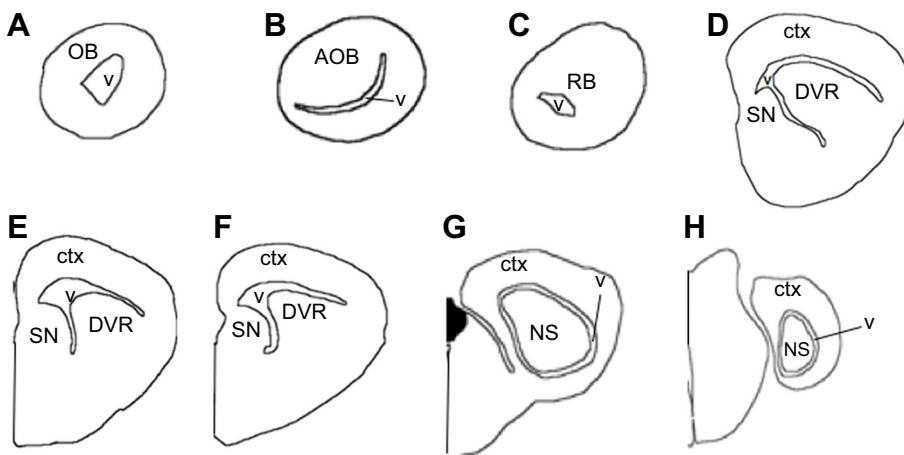 A
OB
v
B
AOB
v
C
RB
v
D
ctx
v
DVR
SN
E
ctx
v
SN
DVR
F
ctx
v
SN
DVR
G
ctx
v
NS
H
ctx
v
NS